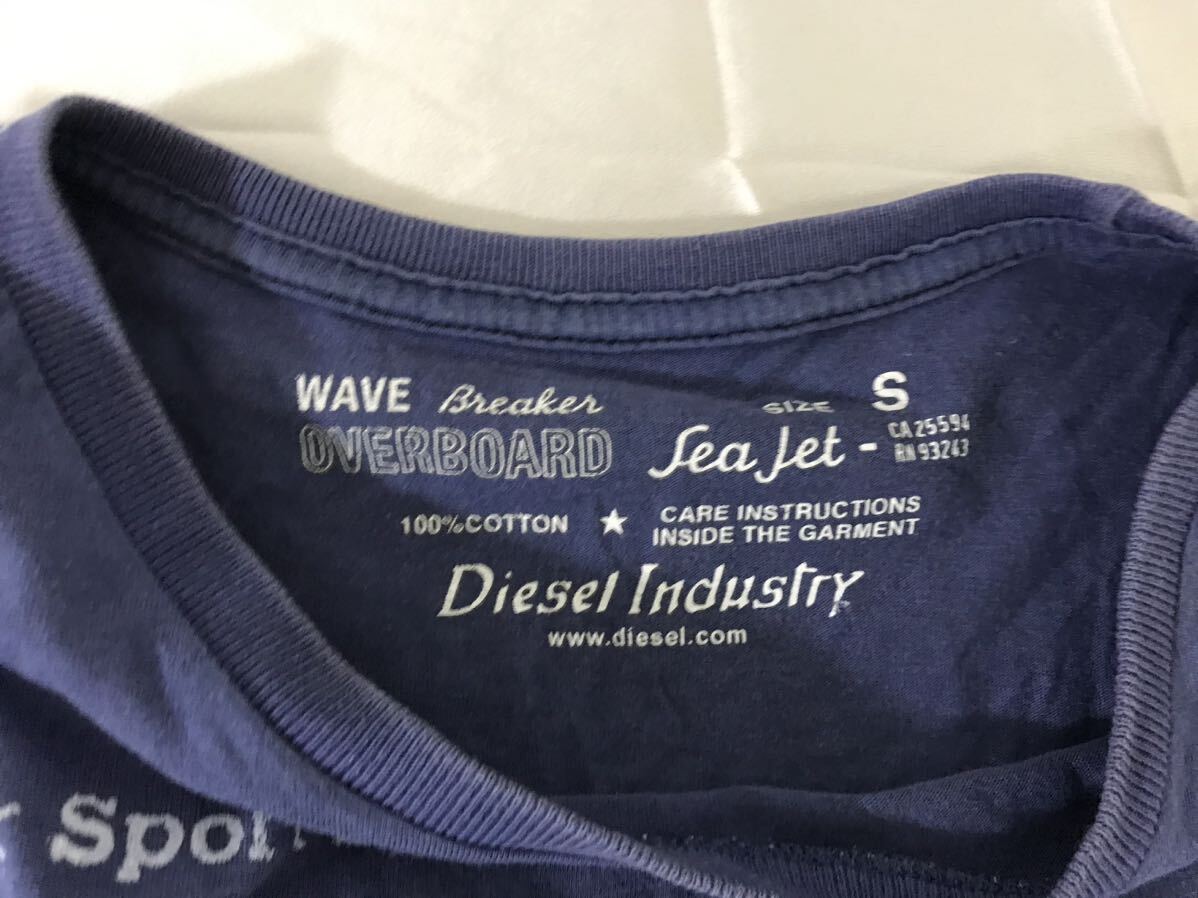 WAVE Breaker SIZE S
OVERBOARD Sea Jet - CA 25594
RN 93243
100% COTTON ★ CARE INSTRUCTIONS
INSIDE THE GARMENT
Diesel Industry
www.diesel.com